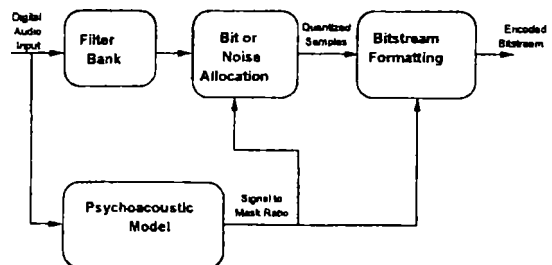 Digital
Audio
Input
Filter
Bank
Bit or
Noise
Allocation
Quantized
Samples
Bitstream
Formatting
Encoded
Bitstream
Psychoacoustic
Model
Signal to
Mask Ratio